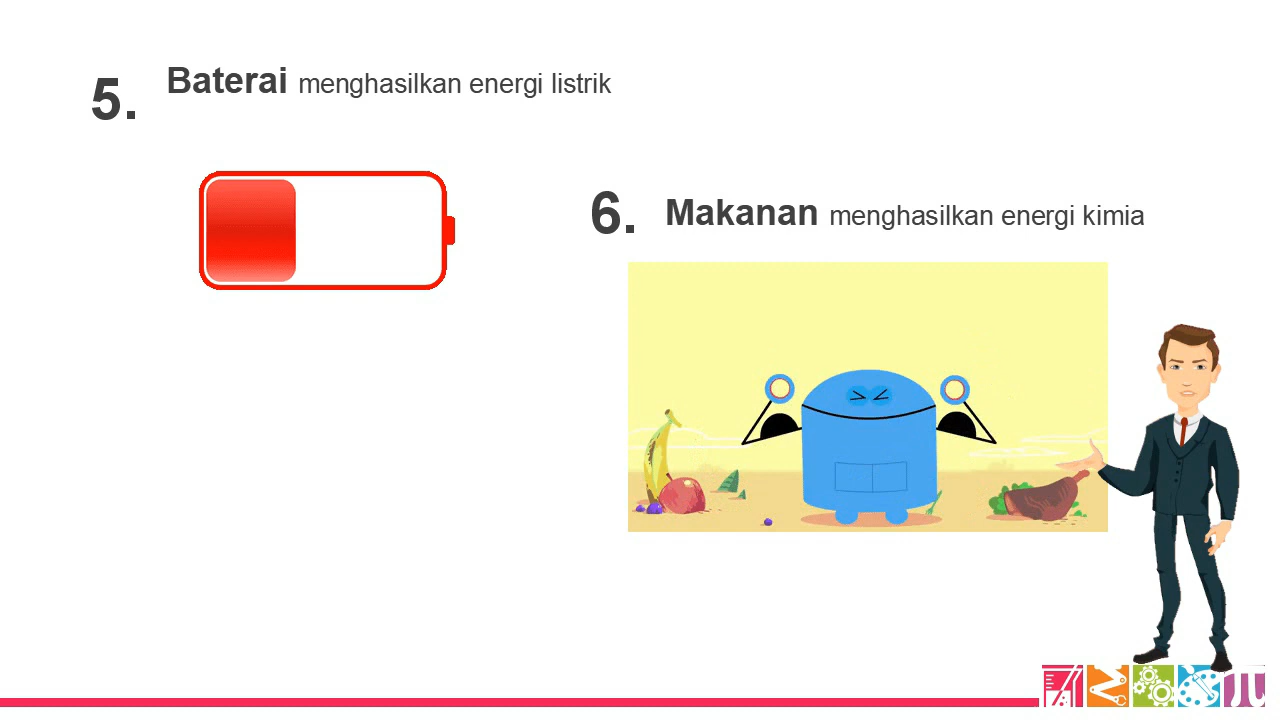 5. Baterai menghasilkan energi listrik
6. Makanan menghasilkan energi kimia